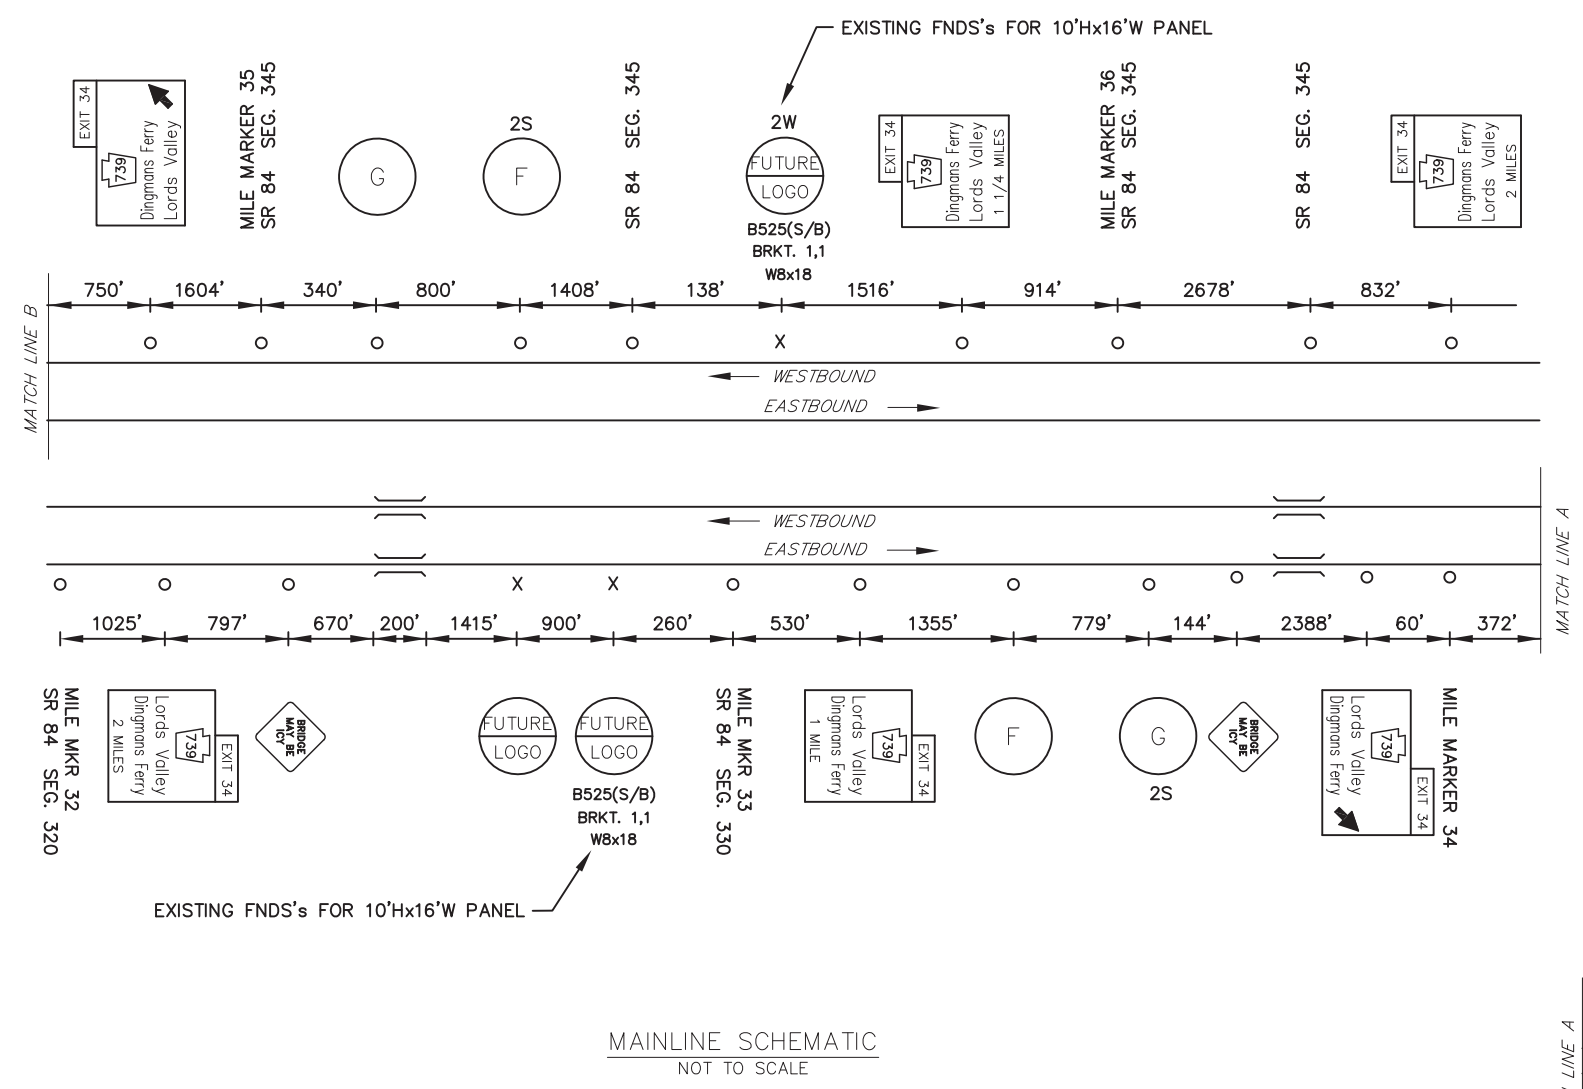 EXISTING FNDS's FOR 10'Hx16'W PANEL
EXIT 34
739
Dingmans Ferry
Lords Valley
MILE MARKER 35
SR 84 SEG. 345
G
2S
F
SR 84 SEG. 345
2W
FUTURE
LOGO
B525(S/B)
BRKT. 1,1
W8x18
EXIT 34
739
Dingmans Ferry
Lords Valley
1 1/4 MILES
MILE MARKER 36
SR 84 SEG. 345
SR 84 SEG. 345
EXIT 34
739
Dingmans Ferry
Lords Valley
2 MILES
750' 1604' 340' 800' 1408' 138' 1516' 914' 2678' 832'
MATCH LINE B
X
WESTBOUND
EASTBOUND
WESTBOUND
EASTBOUND
MATCH LINE A
X X
1025' 797' 670' 200' 1415' 900' 260' 530' 1355' 779' 144' 2388' 60' 372'
MILE MKR 32
SR 84 SEG. 320
EXIT 34
739
Lords Valley
Dingmans Ferry
2 MILES
BRIDGE
MAY BE
ICY
FUTURE
LOGO
FUTURE
LOGO
B525(S/B)
BRKT. 1,1
W8x18
MILE MKR 33
SR 84 SEG. 330
EXIT 34
739
Lords Valley
Dingmans Ferry
1 MILE
F
G
2S
BRIDGE
MAY BE
ICY
EXIT 34
739
Lords Valley
Dingmans Ferry
MILE MARKER 34
EXISTING FNDS's FOR 10'Hx16'W PANEL
MAINLINE SCHEMATIC
NOT TO SCALE
LINE A